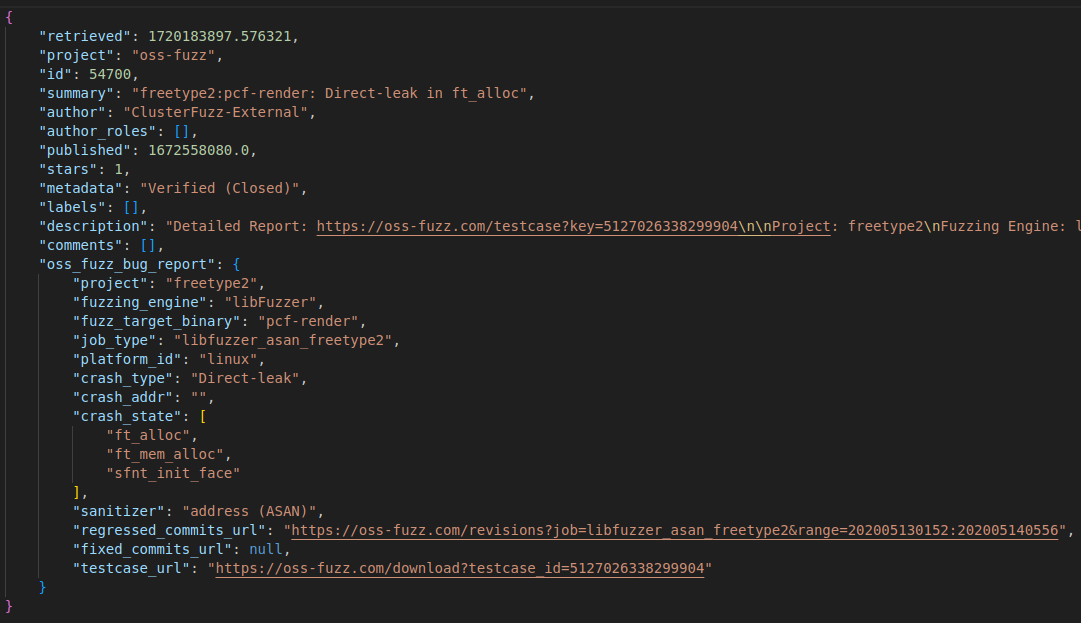 {
    "retrieved": 1720183897.576321,
    "project": "oss-fuzz",
    "id": 54700,
    "summary": "freetype2:pcf-render: Direct-leak in ft_alloc",
    "author": "ClusterFuzz-External",
    "author_roles": [],
    "published": 1672558080.0,
    "stars": 1,
    "metadata": "Verified (Closed)",
    "labels": [],
    "description": "Detailed Report: https://oss-fuzz.com/testcase?key=5127026338299904\n\nProject: freetype2\nFuzzing Engine: l
    "comments": [],
    "oss_fuzz_bug_report": {
        "project": "freetype2",
        "fuzzing_engine": "libFuzzer",
        "fuzz_target_binary": "pcf-render",
        "job_type": "libfuzzer_asan_freetype2",
        "platform_id": "linux",
        "crash_type": "Direct-leak",
        "crash_addr": "",
        "crash_state": [
            "ft_alloc",
            "ft_mem_alloc",
            "sfnt_init_face"
        ],
        "sanitizer": "address (ASAN)",
        "regressed_commits_url": "https://oss-fuzz.com/revisions?job=libfuzzer_asan_freetype2&range=202005130152:202005140556",
        "fixed_commits_url": null,
        "testcase_url": "https://oss-fuzz.com/download?testcase_id=5127026338299904"
    }
}